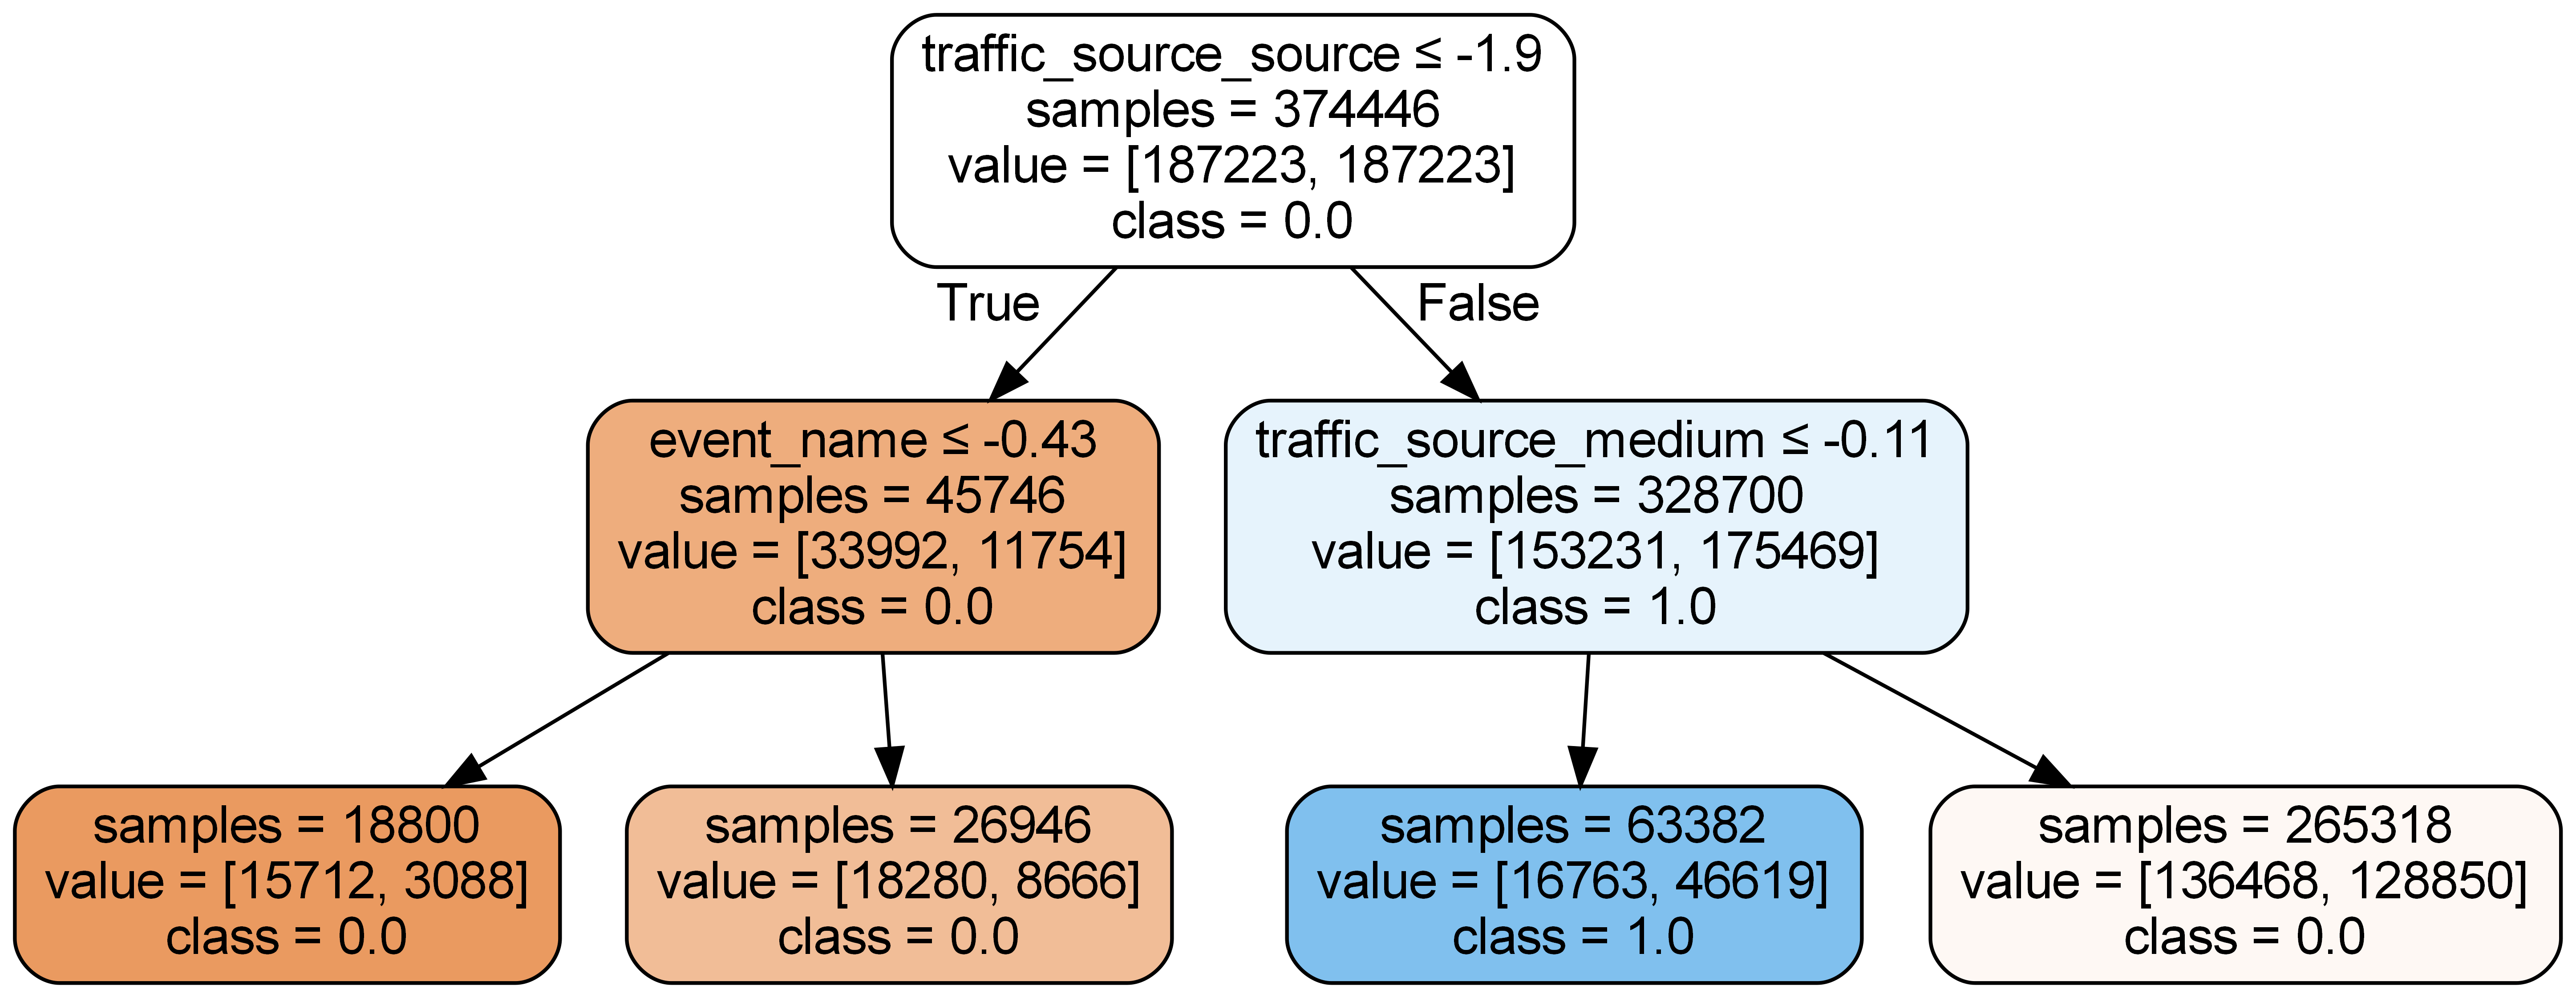 traffic_source_source ≤ -1.9
samples = 374446
value = [187223, 187223]
class = 0.0
True
False
event_name ≤ -0.43
samples = 45746
value = [33992, 11754]
class = 0.0
traffic_source_medium ≤ -0.11
samples = 328700
value = [153231, 175469]
class = 1.0
samples = 18800
value = [15712, 3088]
class = 0.0
samples = 26946
value = [18280, 8666]
class = 0.0
samples = 63382
value = [16763, 46619]
class = 1.0
samples = 265318
value = [136468, 128850]
class = 0.0